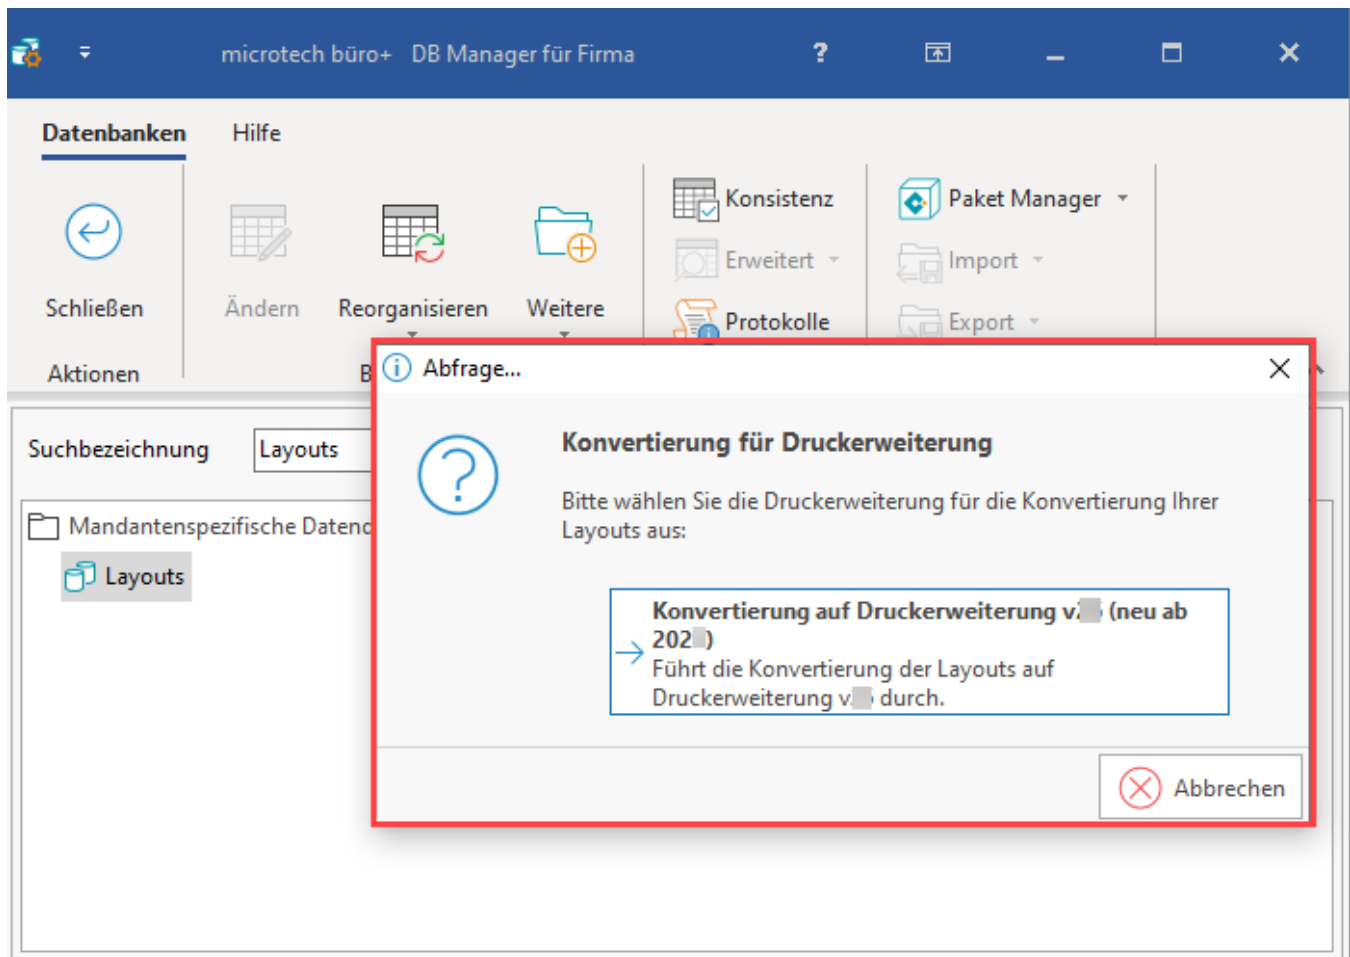 microtech büro+ DB Manager für Firma
Datenbanken Hilfe
Schließen
Ändern
Reorganisieren
Weitere
Konsistenz
Erweitert
Protokolle
Paket Manager
Import
Export
Aktionen
B
Suchbezeichnung Layouts
Mandantenspezifische Datend
Layouts
Abfrage...
Konvertierung für Druckerweiterung
Bitte wählen Sie die Druckerweiterung für die Konvertierung Ihrer
Layouts aus:
Konvertierung auf Druckerweiterung (neu ab
Führt die Konvertierung der Layouts auf
Druckerweiterung durch.
Abbrechen